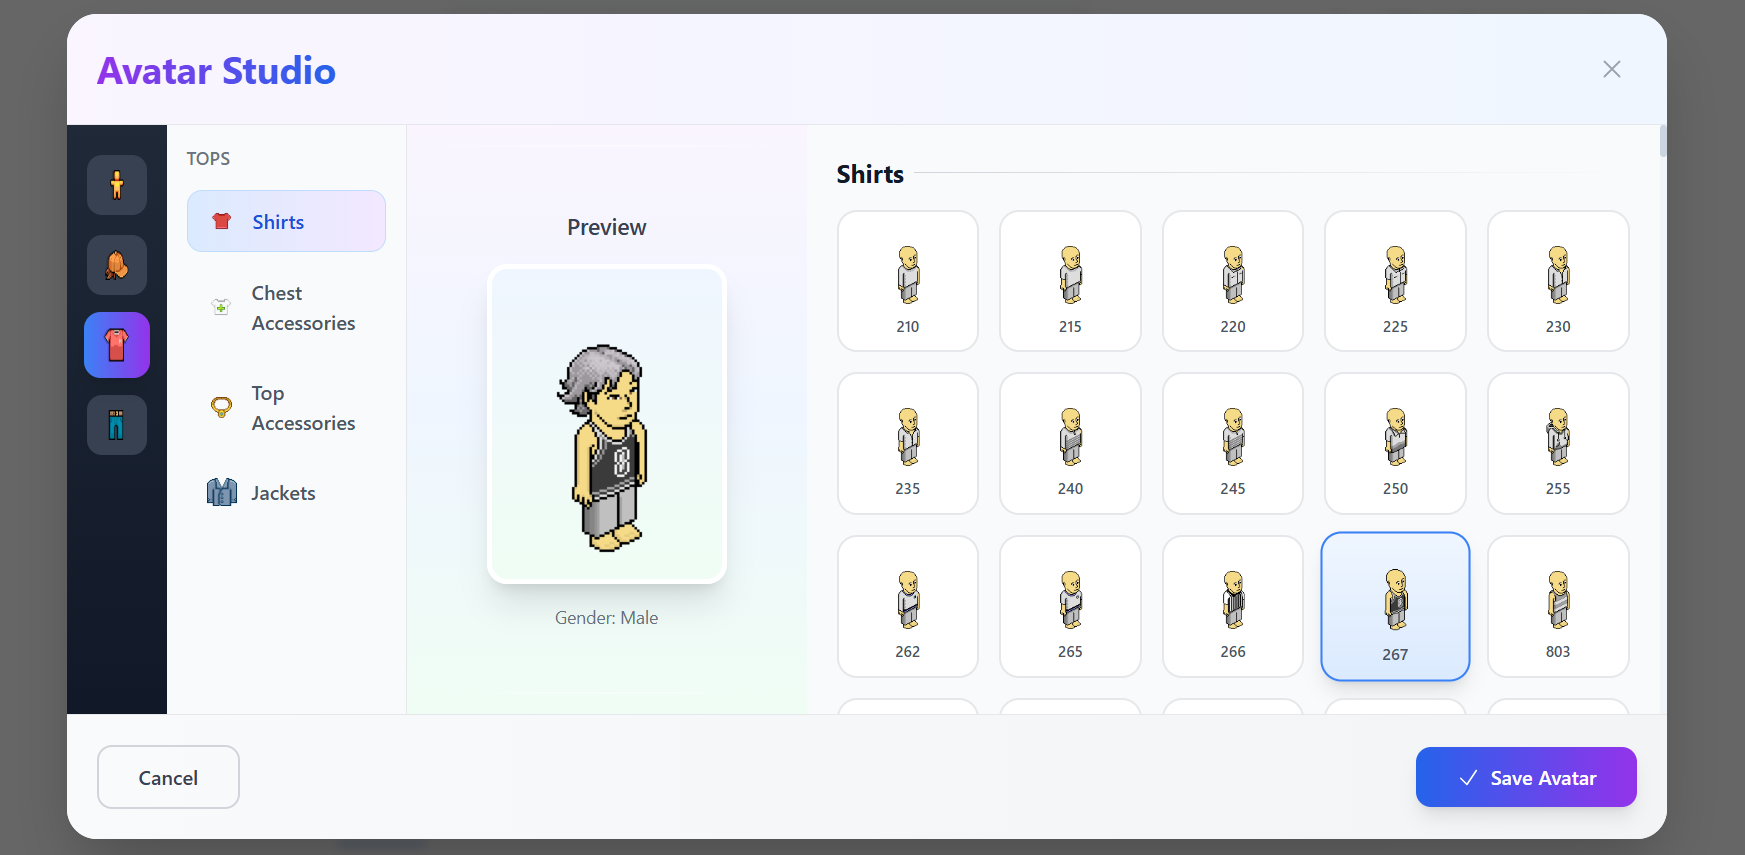 Avatar Studio
TOPS
Shirts
Chest
Accessories
Top
Accessories
Jackets
Preview
Gender: Male
Shirts
210
215
220
225
230
235
240
245
250
255
262
265
266
267
803
Cancel
Save Avatar